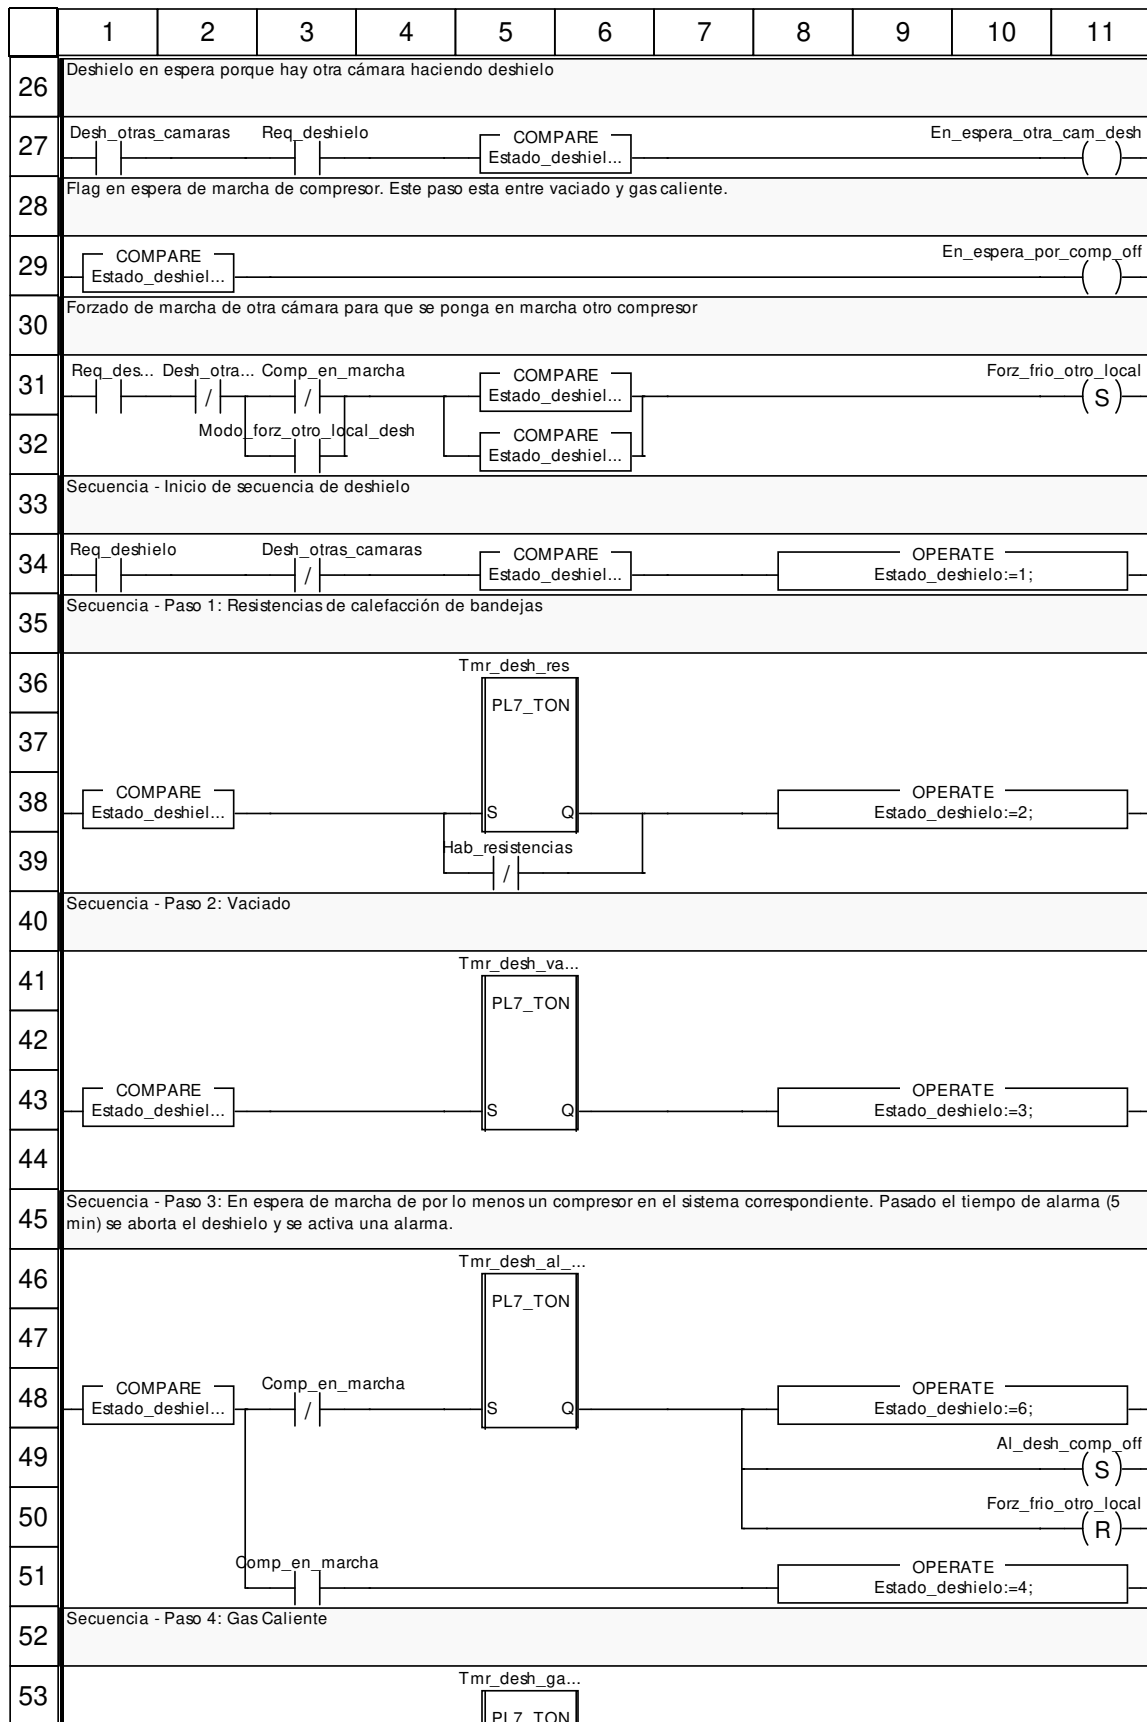 1 2 3 4 5 6 7 8 9 10 11
26 Deshielo en espera porque hay otra cámara haciendo deshielo
27 Desh_otras_camaras Req_deshielo COMPARE En_espera_otra_cam_desh
Estado_deshiel... ( )
28 Flag en espera de marcha de compresor. Este paso esta entre vaciado y gas caliente.
29 COMPARE En_espera_por_comp_off
Estado_deshiel... ( )
30 Forzado de marcha de otra cámara para que se ponga en marcha otro compresor
31 Req_des... Desh_otra... Comp_en_marcha COMPARE Forz_frio_otro_local
/ / Estado_deshiel... (S)
32 Modo_forz_otro_local_desh COMPARE
Estado_deshiel...
33 Secuencia - Inicio de secuencia de deshielo
34 Req_deshielo Desh_otras_camaras COMPARE OPERATE
/ Estado_deshiel... Estado_deshielo:=1;
35 Secuencia - Paso 1: Resistencias de calefacción de bandejas
36 Tmr_desh_res
PL7_TON
37
38 COMPARE OPERATE
Estado_deshiel... S Q Estado_deshielo:=2;
39 Hab_resistencias
/
40 Secuencia - Paso 2: Vaciado
41 Tmr_desh_va...
PL7_TON
42
43 COMPARE OPERATE
Estado_deshiel... S Q Estado_deshielo:=3;
44
45 Secuencia - Paso 3: En espera de marcha de por lo menos un compresor en el sistema correspondiente. Pasado el tiempo de alarma (5
min) se aborta el deshielo y se activa una alarma.
46 Tmr_desh_al_...
PL7_TON
47
48 COMPARE Comp_en_marcha OPERATE
Estado_deshiel... / S Q Estado_deshielo:=6;
49 Al_desh_comp_off
(S)
50 Forz_frio_otro_local
(R)
51 Comp_en_marcha OPERATE
Estado_deshielo:=4;
52 Secuencia - Paso 4: Gas Caliente
53 Tmr_desh_ga...
PL7_TON